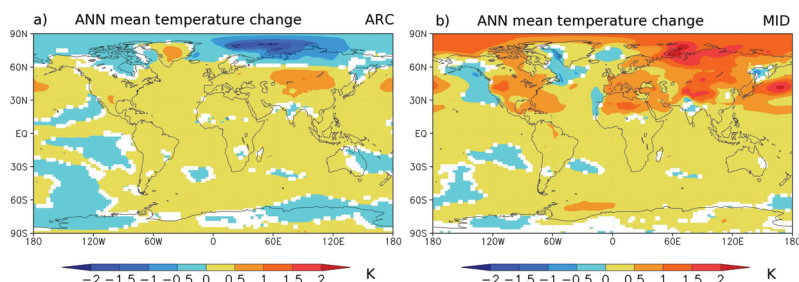 a) ANN mean temperature change ARC
b) ANN mean temperature change MID
90N
60N
30N
EQ
30S
60S
90S
180 120W 60W 0 60E 120E 180
90N
60N
30N
EQ
30S
60S
90S
180 120W 60W 0 60E 120E 180
−2 −1.5 −1 −0.5 0 0.5 1 1.5 2 K
−2 −1.5 −1 −0.5 0 0.5 1 1.5 2 K